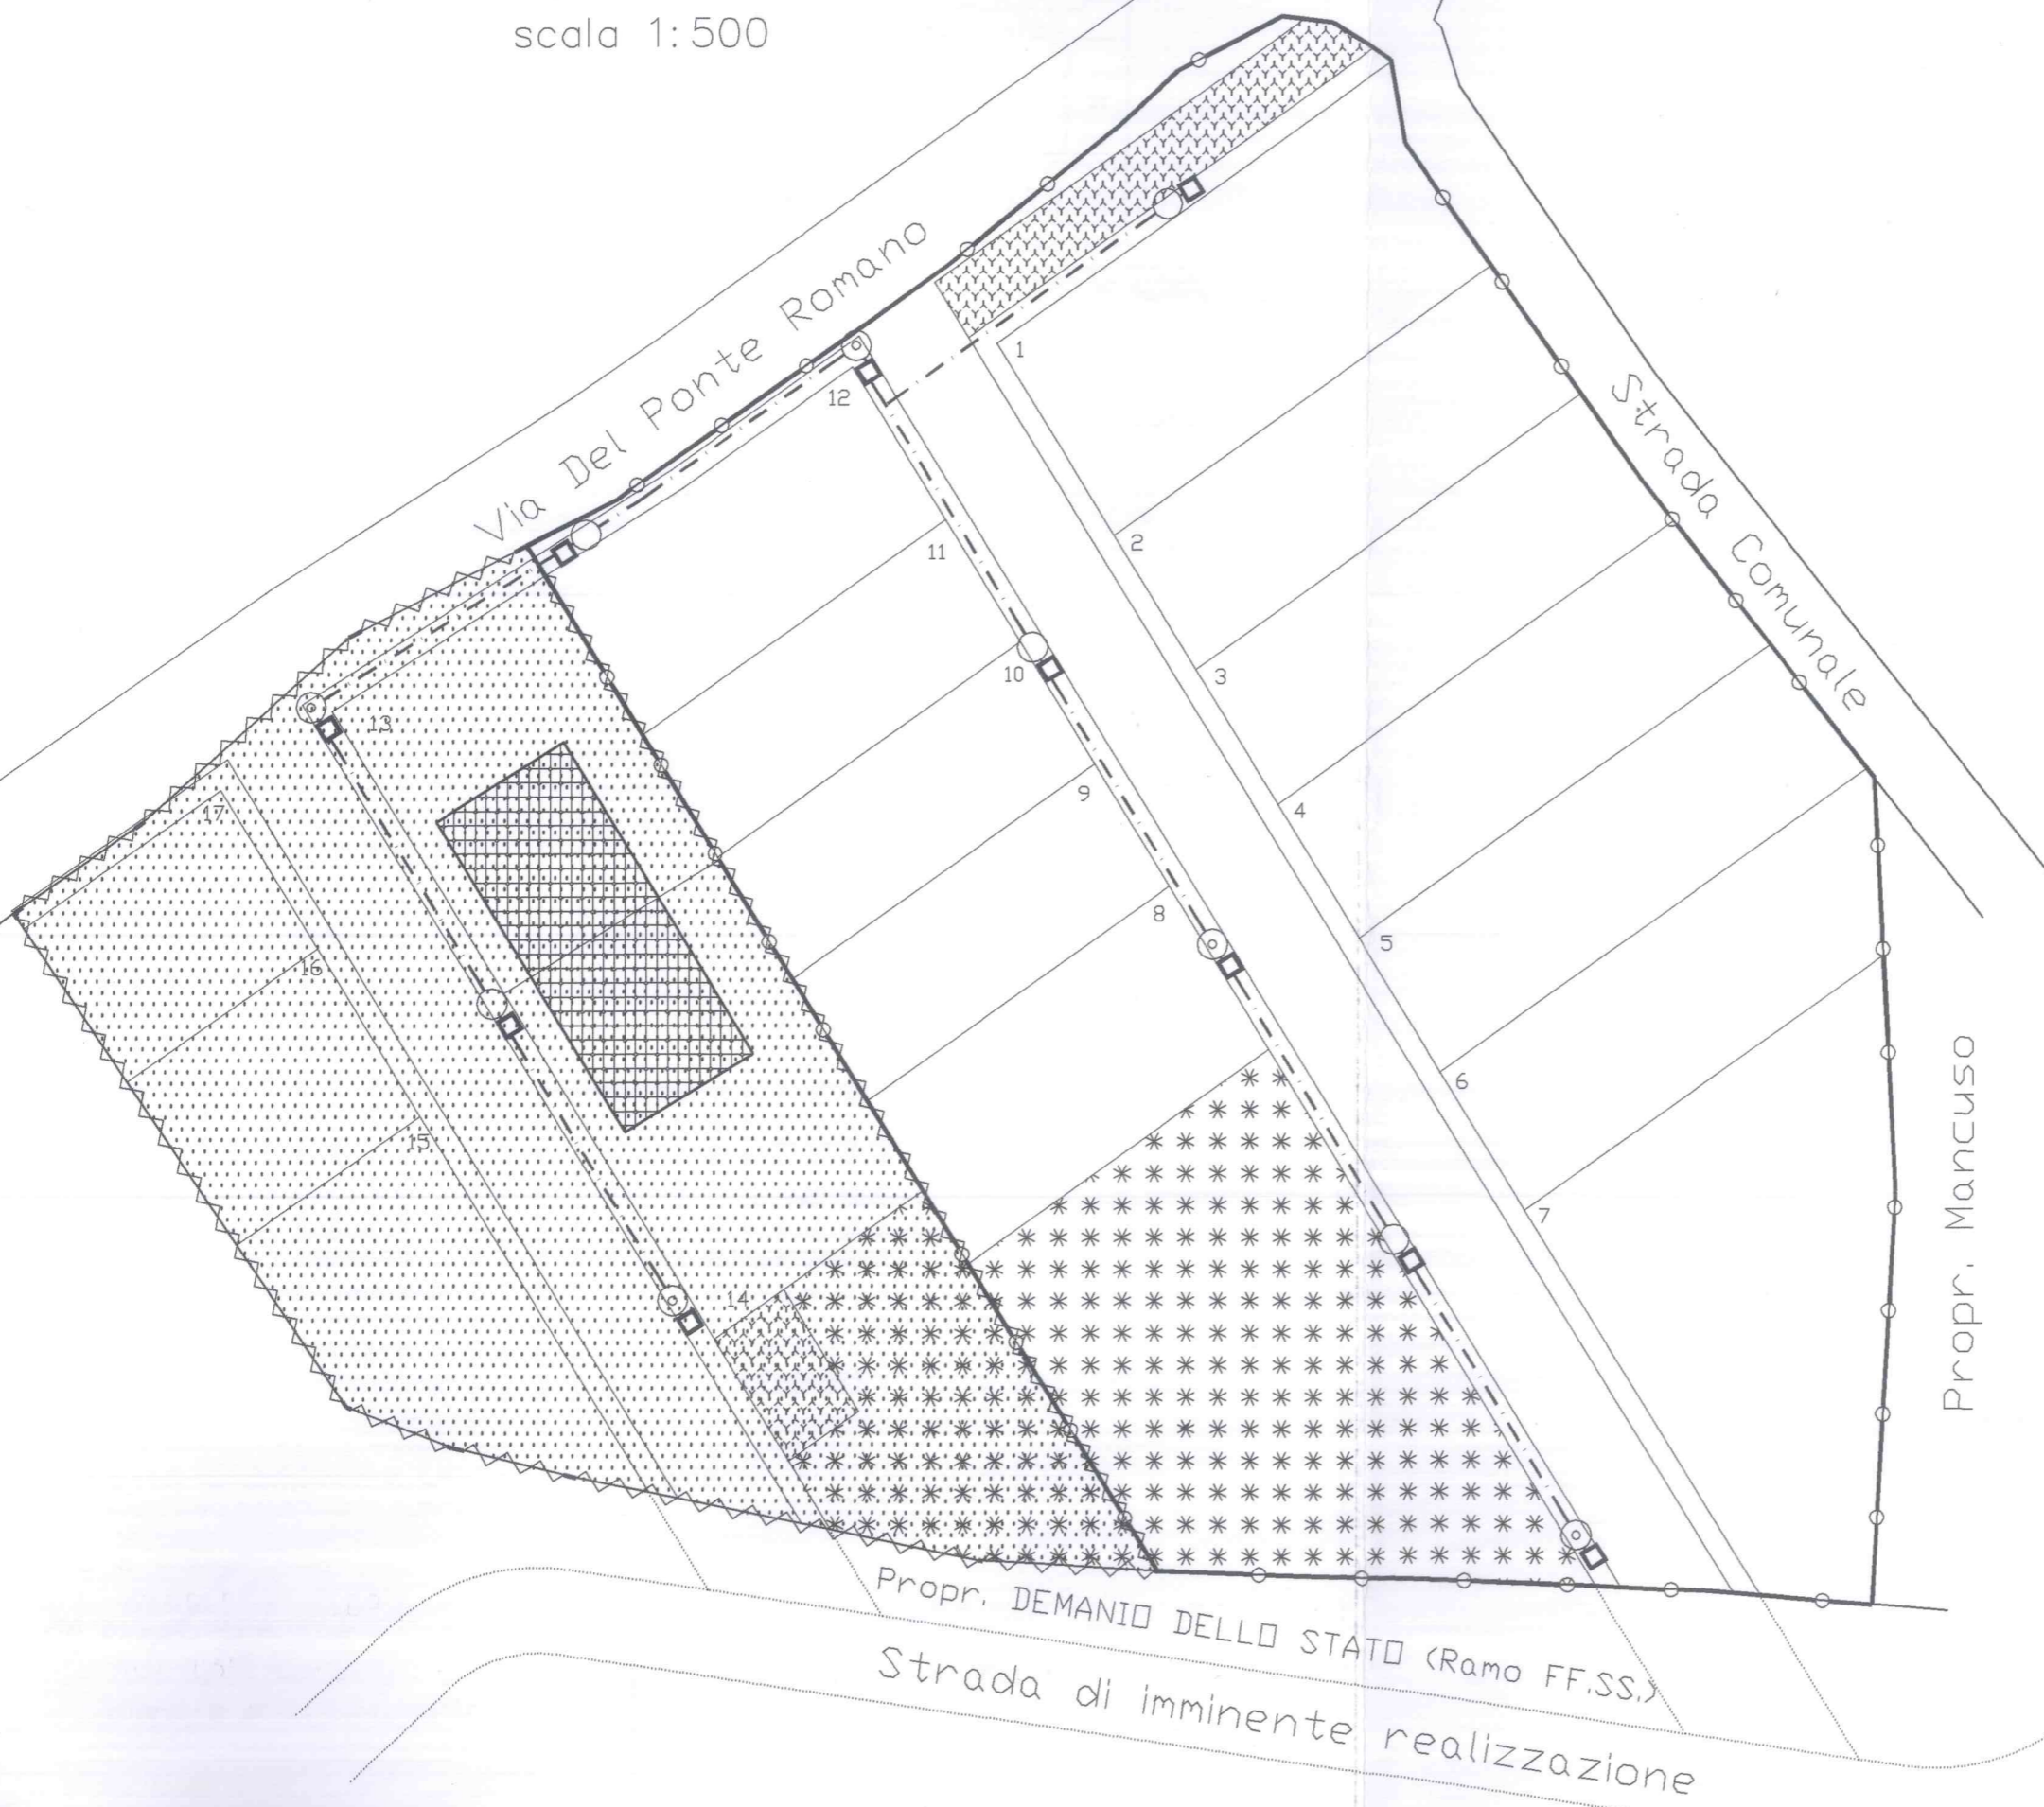 scala 1:500
Via Del Ponte Romano
Strada Comunale
Propr. Mancuso
1
2
3
4
5
6
7
8
9
10
11
12
13
14
15
16
17
Propr. DEMANIO DELLO STATO (Ramo FF.SS.)
Strada di imminente realizzazione